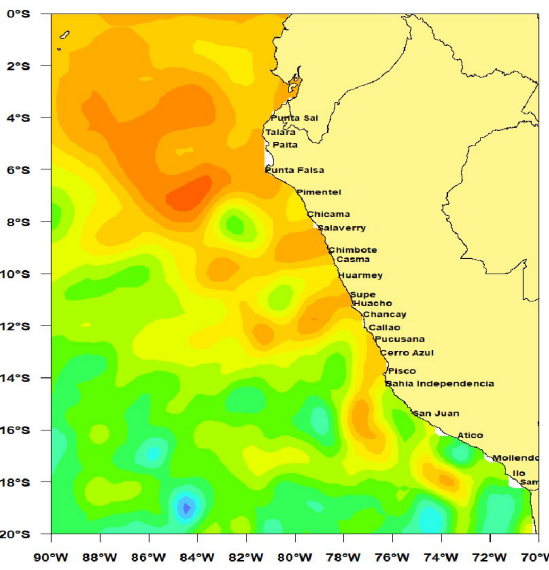 0°S
2°S
4°S
6°S
8°S
10°S
12°S
14°S
16°S
18°S
20°S
Punta Sal
Talara
Paita
Punta Falsa
Pimentel
Chicama
Salaverry
Chimbote
Casma
Huarmey
Supe
Huacho
Chancay
Callao
Pucusana
Cerro Azul
Pisco
Bahia Independencia
San Juan
Atico
Mollendo
Ilo
Sam
90°W 88°W 86°W 84°W 82°W 80°W 78°W 76°W 74°W 72°W 70°W